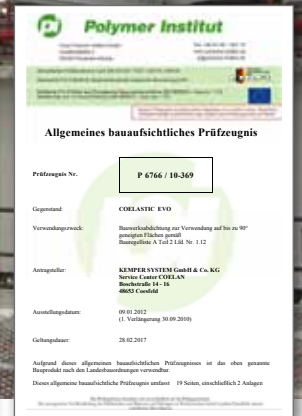 Polymer Institut
Allgemeines bauaufsichtliches Prüfzeugnis
Prüfzeugnis Nr. P 6766 / 10-369
Gegenstand: COELASTIC EVO
Verwendungszweck: Bauwerksabdichtung zur Verwendung auf bis zu 90°
geneigten Flächen gemäß
Bauregelliste A Teil 2 Lfd. Nr. 1.12
Antragsteller: KEMPER SYSTEM GmbH & Co. KG
Service Center COELAN
Boschstraße 14 - 16
48653 Coesfeld
Ausstellungsdatum: 09.01.2012
(1. Verlängerung 30.09.2010)
Geltungsdauer: 28.02.2017
Aufgrund dieses allgemeinen bauaufsichtlichen Prüfzeugnisses ist das oben genannte
Bauprodukt nach den Landesbauordnungen verwendbar.
Dieses allgemeine bauaufsichtliche Prüfzeugnis umfasst 19 Seiten, einschließlich 2 Anlagen